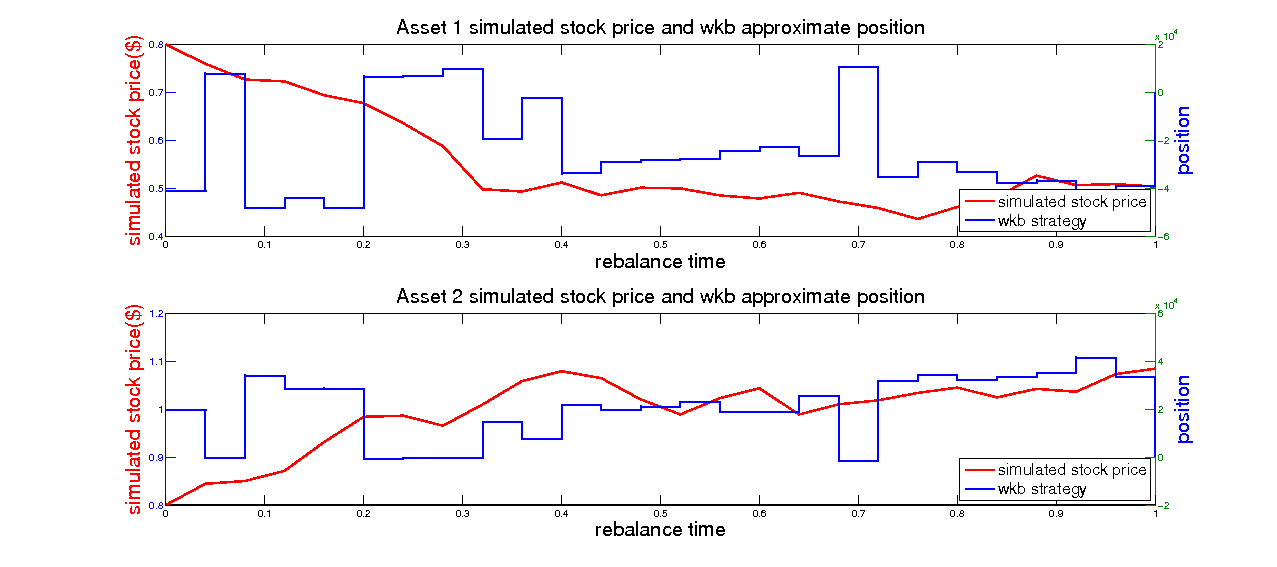 Asset 1 simulated stock price and wkb approximate position
x 10^4
simulated stock price($)
0.8
0.7
0.6
0.5
0.4
2
0
−2
−4
−6
position
simulated stock price
wkb strategy
0 0.1 0.2 0.3 0.4 0.5 0.6 0.7 0.8 0.9 1
rebalance time
Asset 2 simulated stock price and wkb approximate position
x 10^4
simulated stock price($)
1.2
1.1
1
0.9
0.8
6
4
2
0
−2
position
simulated stock price
wkb strategy
0 0.1 0.2 0.3 0.4 0.5 0.6 0.7 0.8 0.9 1
rebalance time